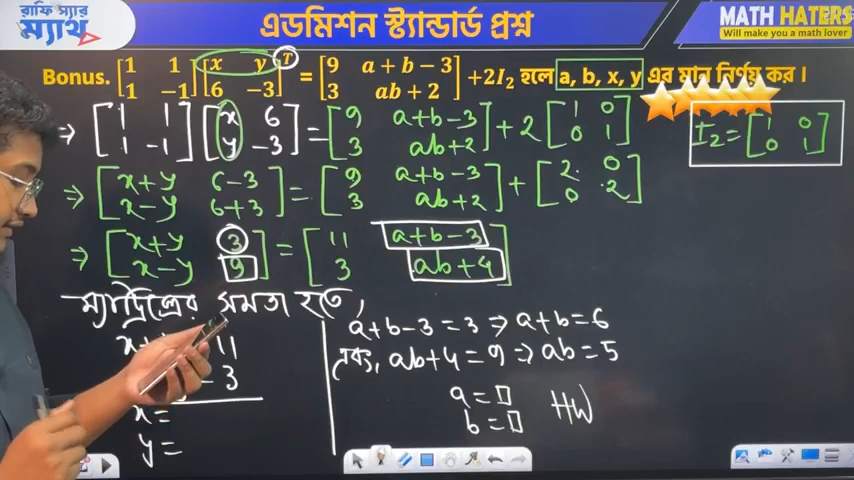 রাফি স্যার
ম্যাথ
এডমিশন স্ট্যান্ডার্ড প্রশ্ন
MATH HATERS
Will make you a math lover
Bonus. [1 1; 1 -1] [x y; 6 -3]^T = [9 a + b - 3; 3 ab + 2] + 2I₂ হলে a, b, x, y এর মান নির্ণয় কর।
⇒ [1 1; 1 -1] [x 6; y -3] = [9 a+b-3; 3 ab+2] + 2 [1 0; 0 1]
I₂ = [1 0; 0 1]
⇒ [x+y 6-3; x-y 6+3] = [9 a+b-3; 3 ab+2] + [2 0; 0 2]
⇒ [x+y 3; x-y 9] = [11 a+b-3; 3 ab+4]
ম্যাট্রিক্সের সমতা হতে,
11
3
x =
y =
a+b-3 = 3 ⇒ a+b = 6
এবং, ab+4 = 9 ⇒ ab = 5
a = □
b = □
HW